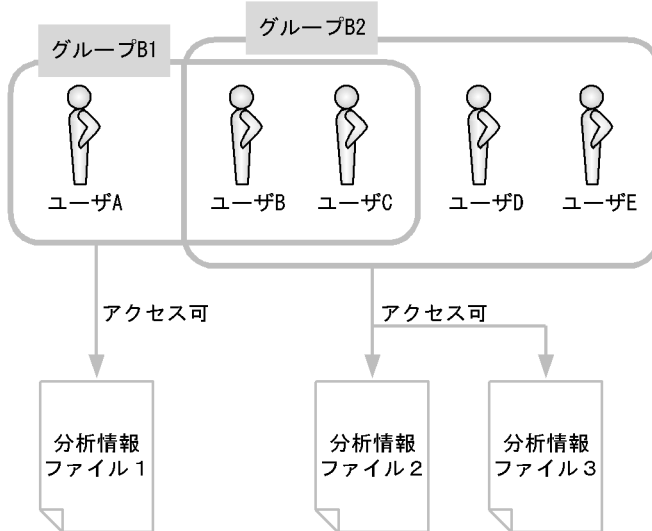 グループB1
グループB2
ユーザA
ユーザB
ユーザC
ユーザD
ユーザE
アクセス可
アクセス可
分析情報
ファイル１
分析情報
ファイル２
分析情報
ファイル３